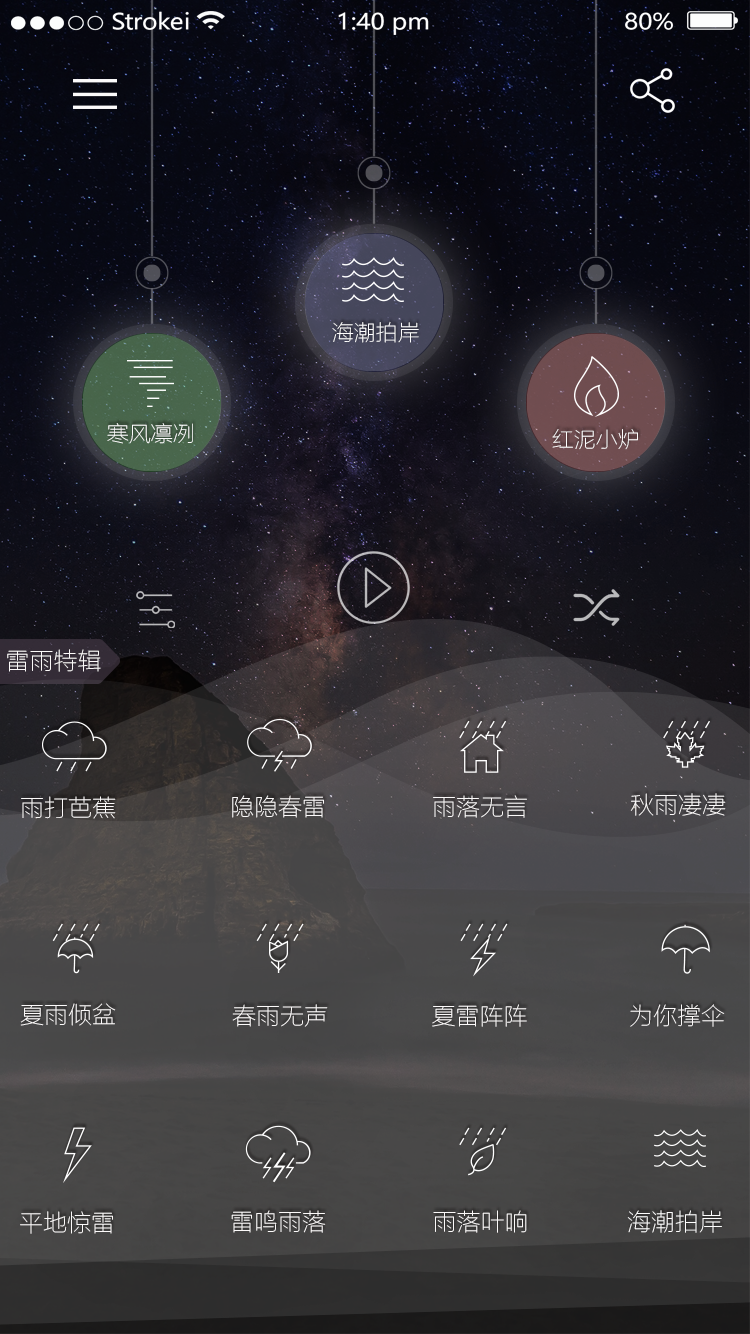 Strokei 1:40 pm 80%
海潮拍岸
寒风凛冽
红泥小炉
雷雨特辑
雨打芭蕉 隐隐春雷 雨落无言 秋雨凄凄
夏雨倾盆 春雨无声 夏雷阵阵 为你撑伞
平地惊雷 雷鸣雨落 雨落叶响 海潮拍岸